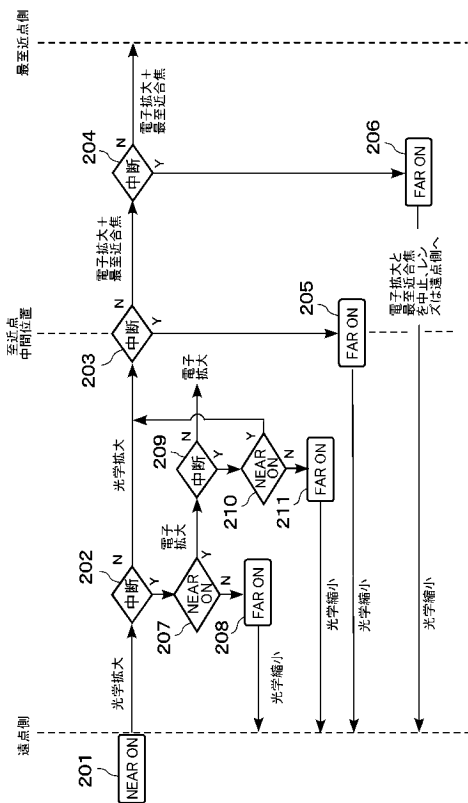 遠点側
至近点
中間位置
最至近点側
201
NEAR ON
光学拡大
202
中断
N
Y
光学拡大
203
中断
N
Y
電子拡大+
最至近合焦
204
中断
N
Y
電子拡大+
最至近合焦
207
NEAR
ON
Y
N
電子
拡大
209
中断
N
Y
電子拡大
208
FAR ON
光学縮小
210
NEAR
ON
Y
N
211
FAR ON
光学縮小
205
FAR ON
光学縮小
206
FAR ON
電子拡大と
最至近合焦
を中止、レン
ズは遠点側へ
光学縮小